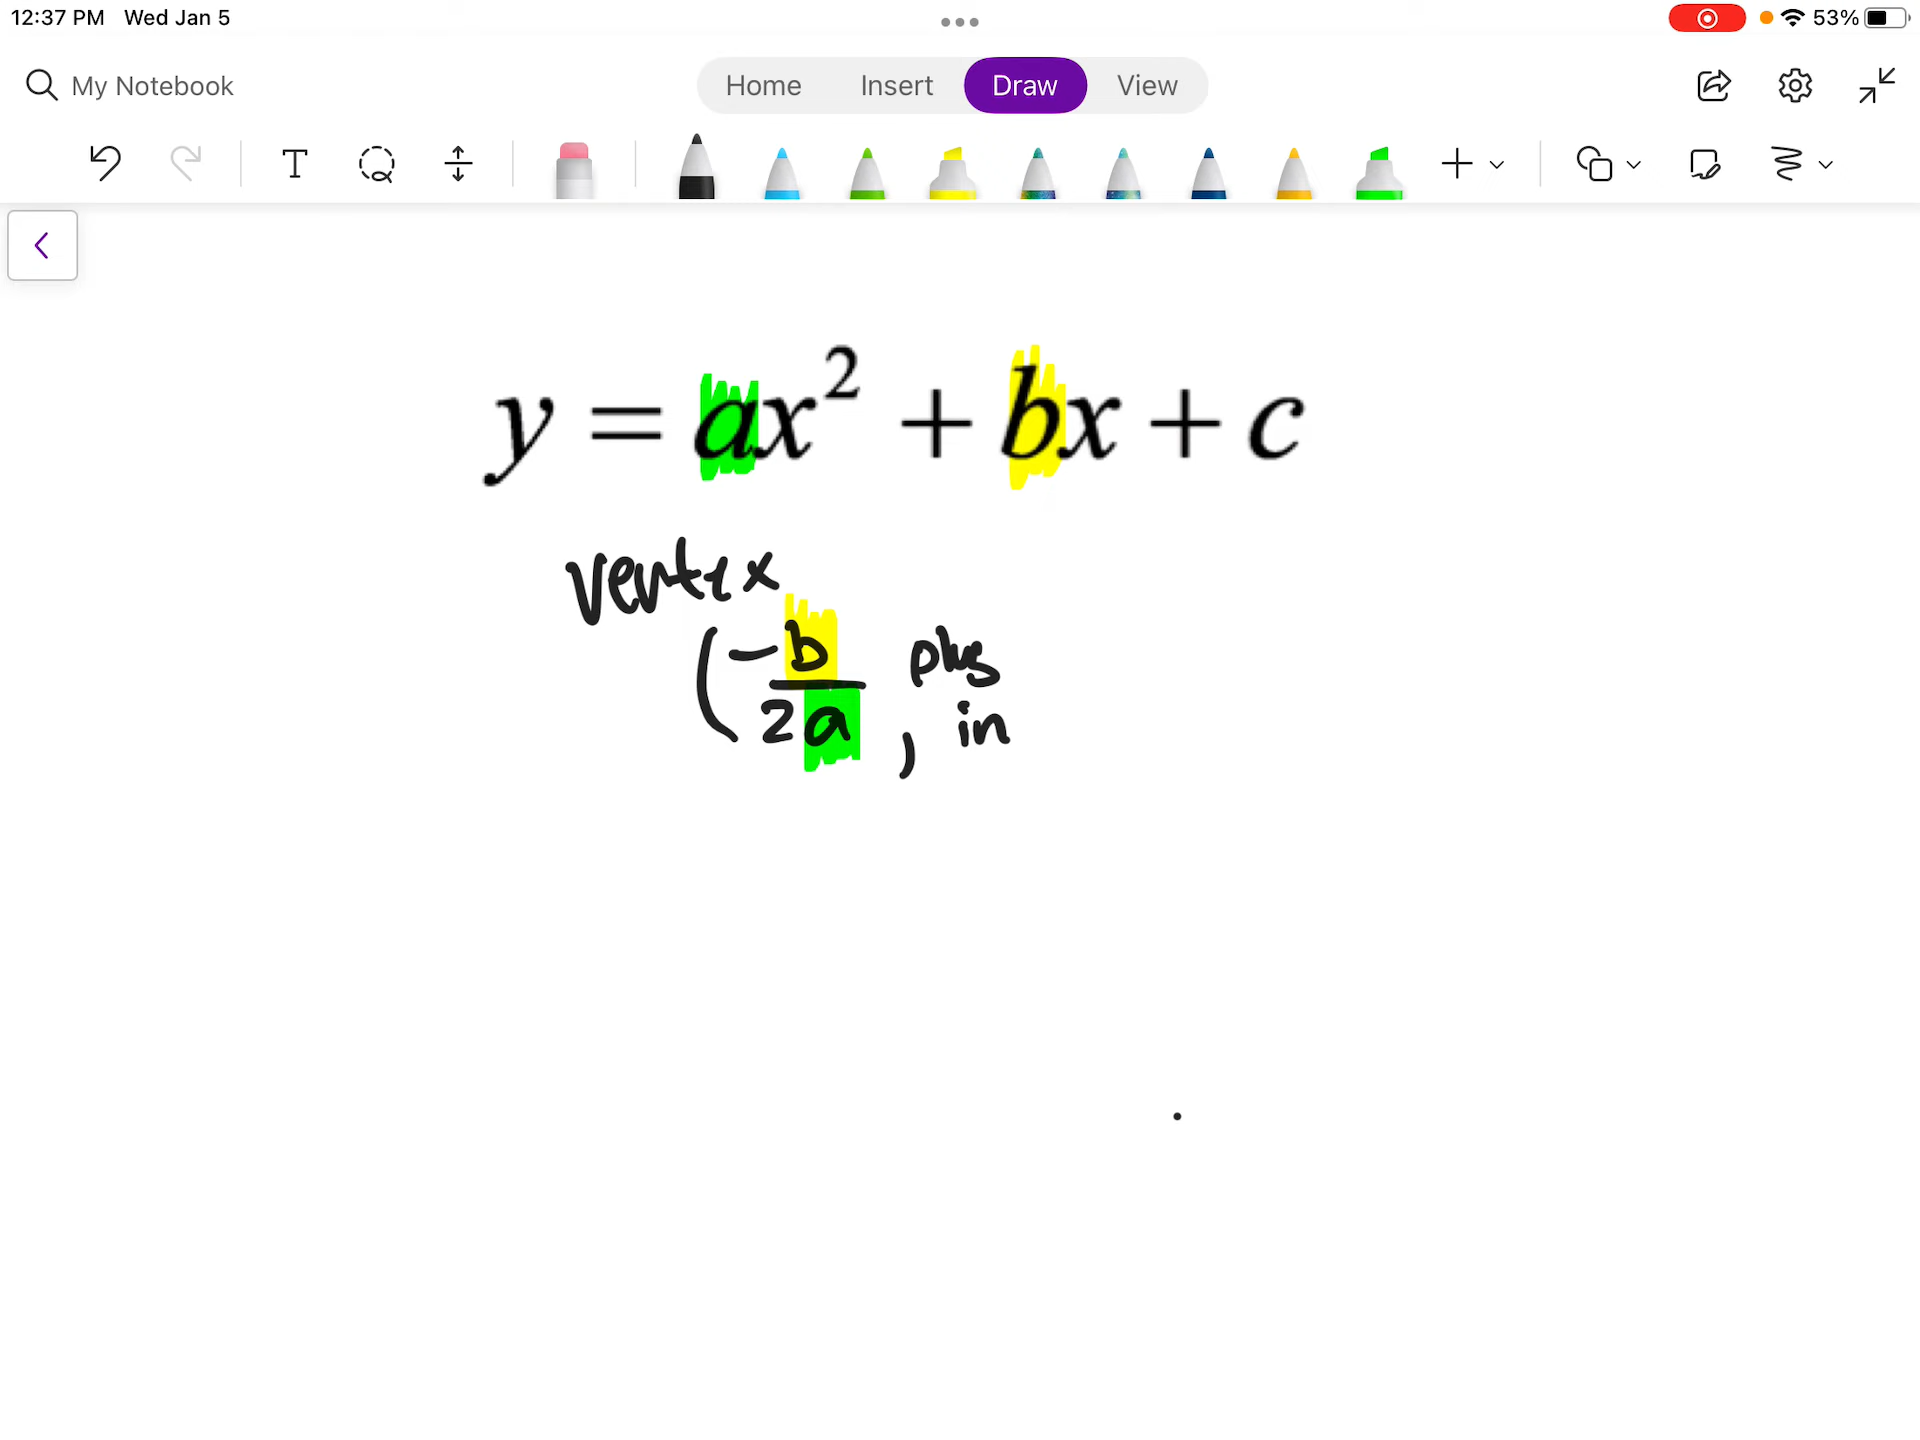 12:37 PM Wed Jan 5 53%
My Notebook Home Insert Draw View
T
y = ax² + bx + c
vertex
(-b/2a, plug in